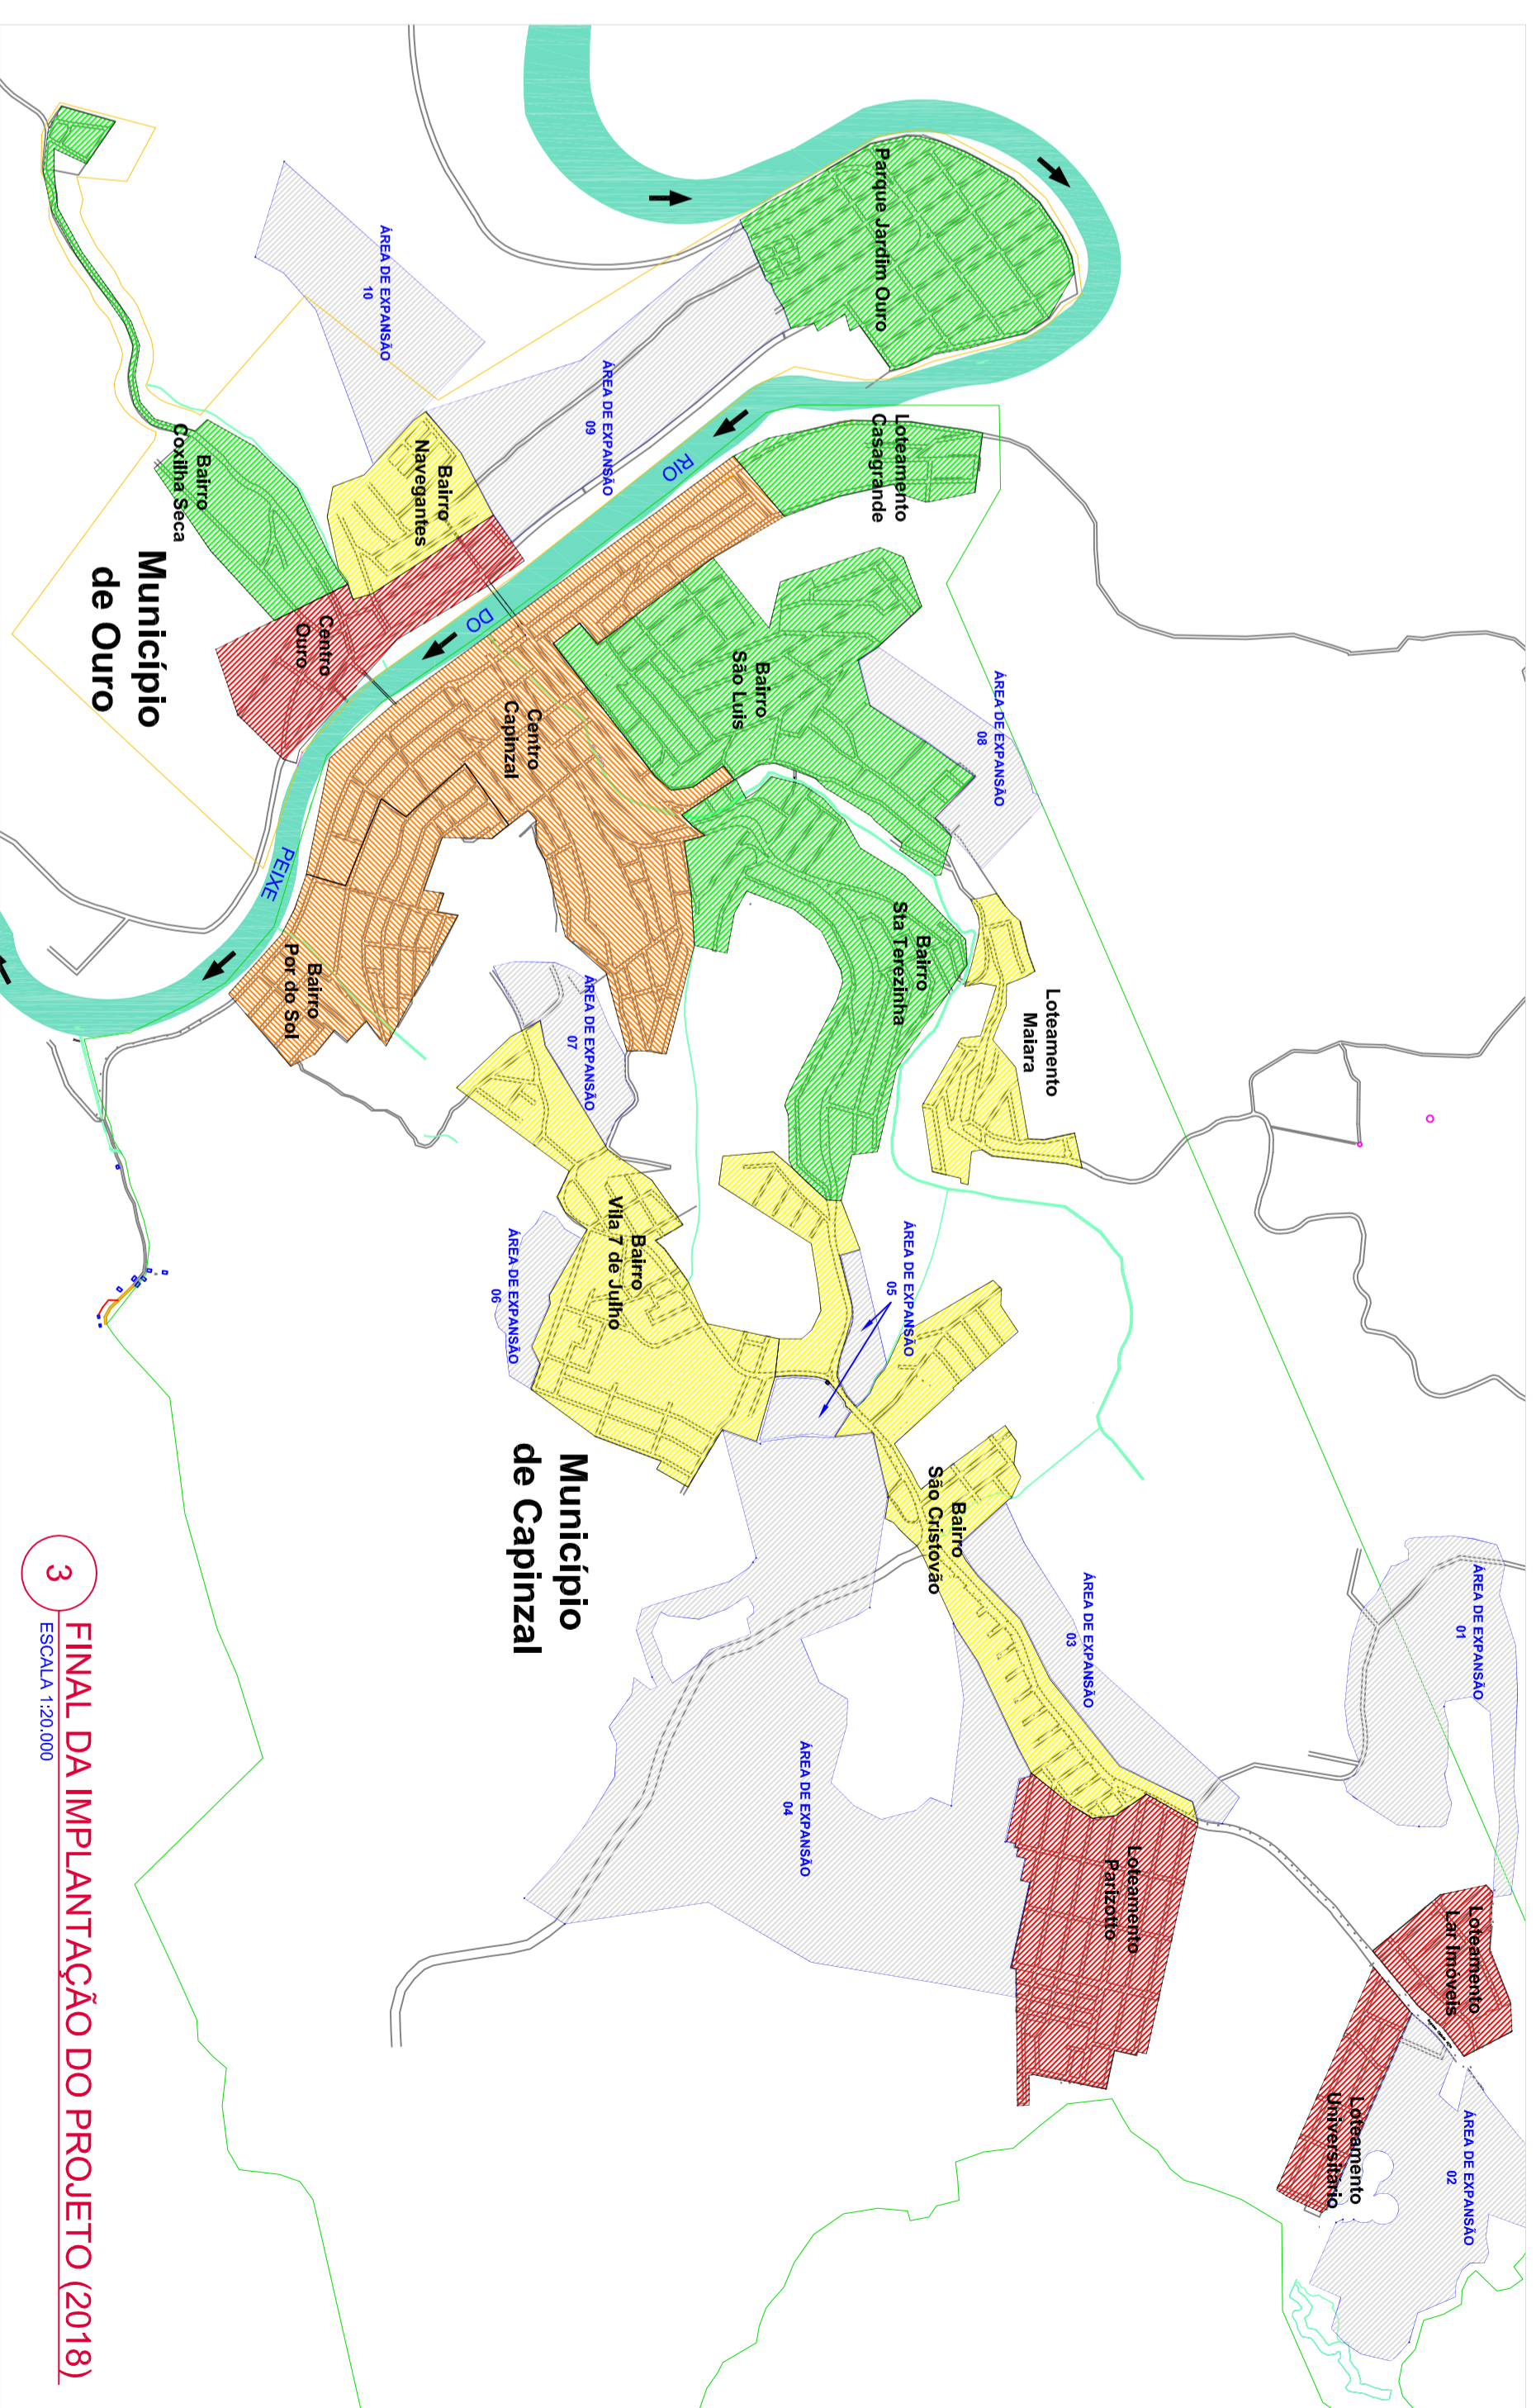 ÁREA DE EXPANSÃO
01
ÁREA DE EXPANSÃO
02
Loteamento
Lar Imóveis
Loteamento
Universitário
Loteamento
Parizotto
ÁREA DE EXPANSÃO
03
ÁREA DE EXPANSÃO
08
Loteamento
Maiara
Parque Jardim Ouro
Loteamento
Casagrande
Bairro
Sta Terezinha
ÁREA DE EXPANSÃO
05
Bairro
São Cristovão
Bairro
São Luis
ÁREA DE EXPANSÃO
04
RIO
DO
PEIXE
ÁREA DE EXPANSÃO
09
Bairro
Vila 7 de Julho
ÁREA DE EXPANSÃO
07
Centro
Capinzal
ÁREA DE EXPANSÃO
06
Município
de Capinzal
ÁREA DE EXPANSÃO
10
Bairro
Navegantes
Centro
Ouro
Bairro
Por do Sol
Bairro
Coxilha Seca
Município
de Ouro
3
FINAL DA IMPLANTAÇÃO DO PROJETO (2018)
ESCALA 1:20.000